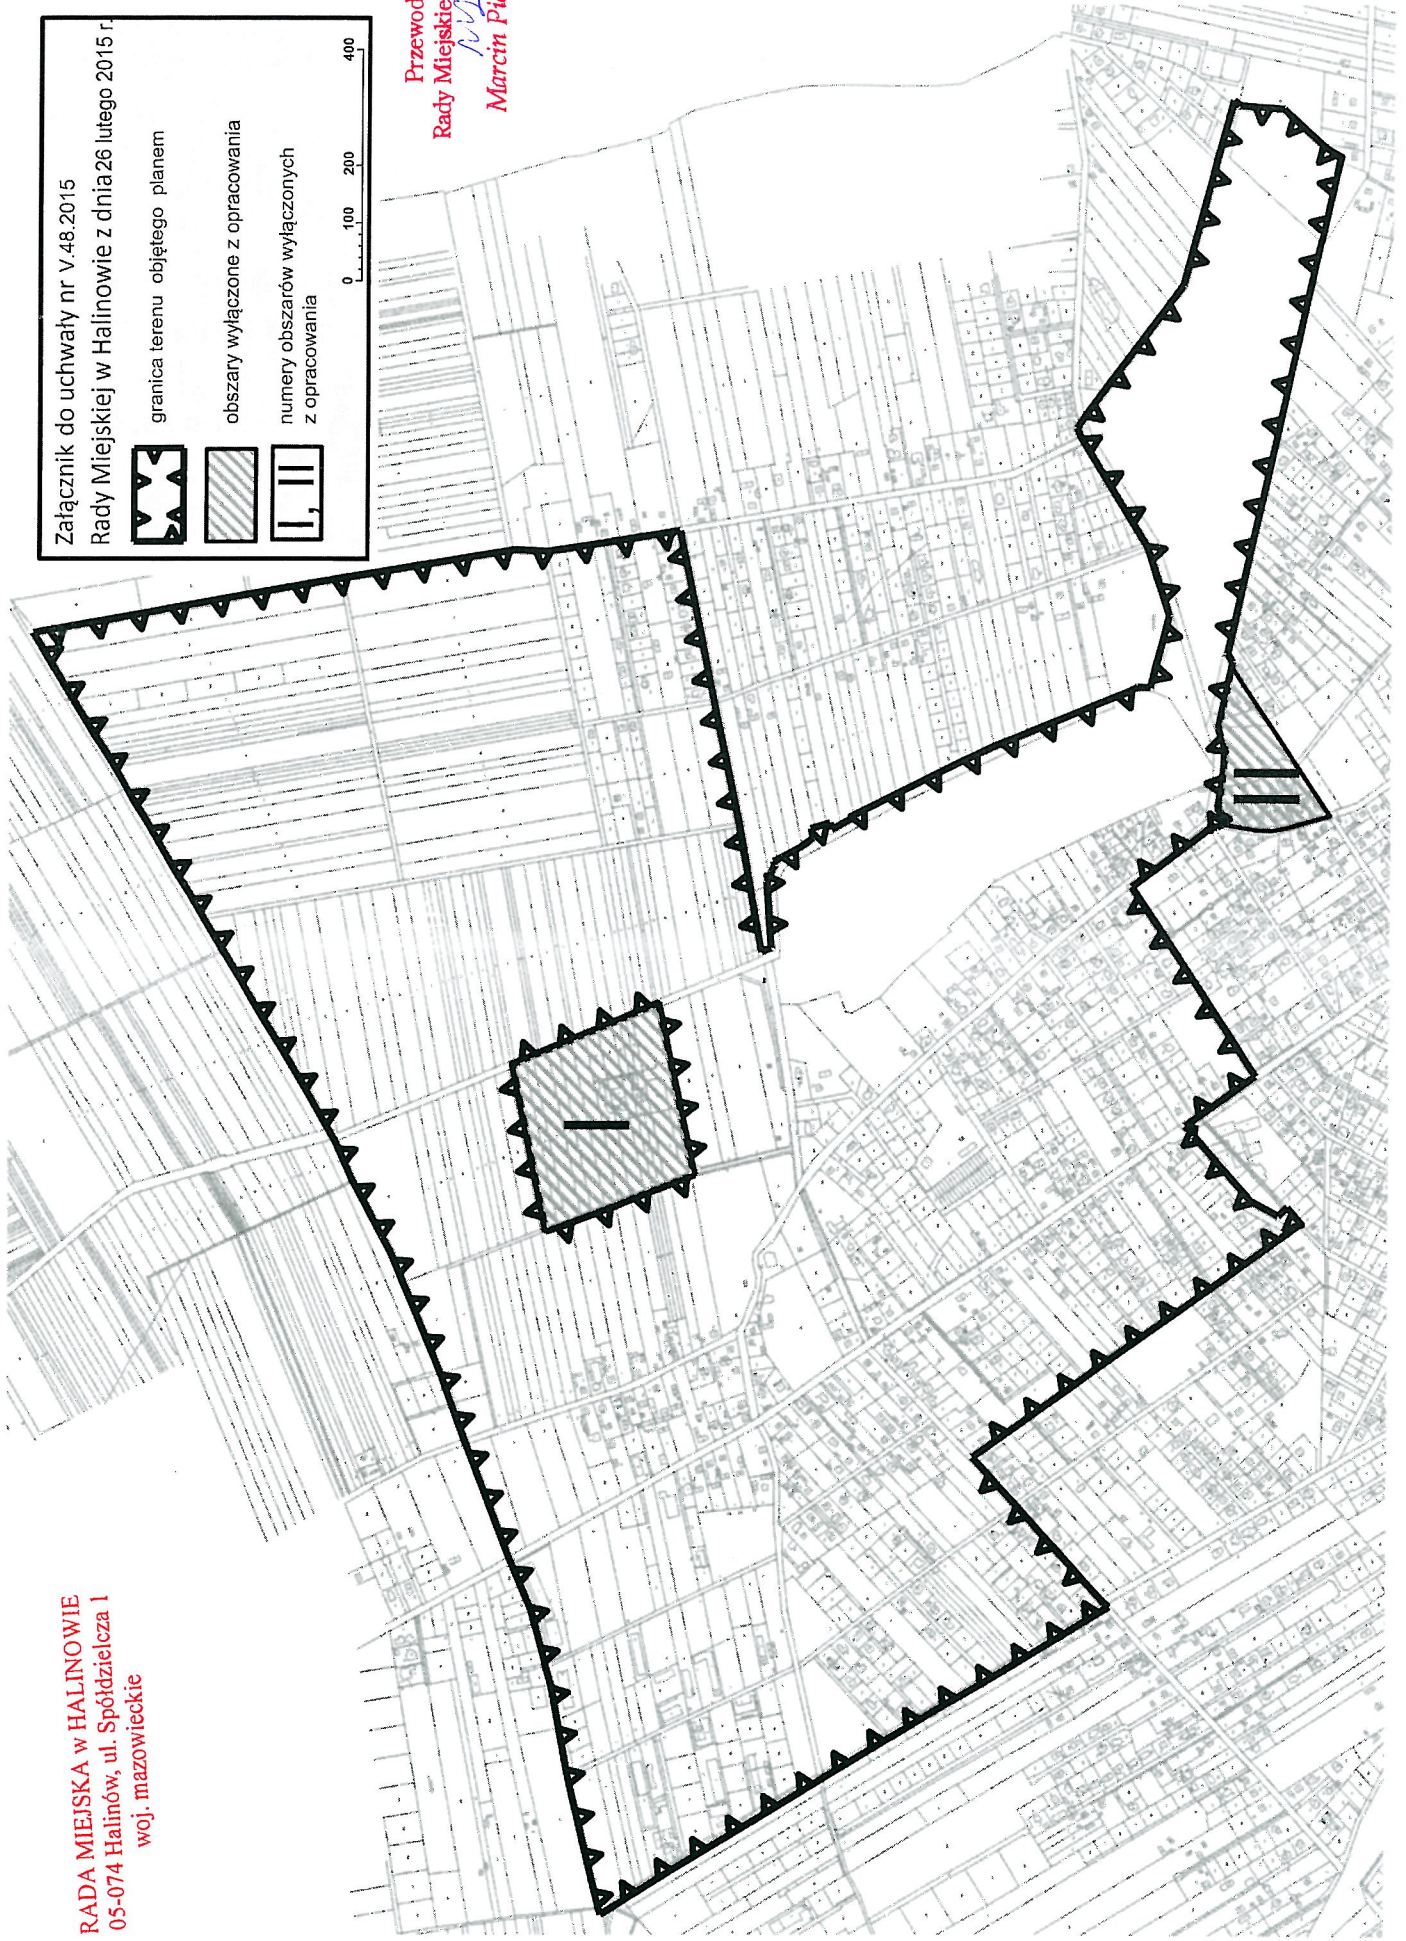 RADA MIEJSKA w HALINOWIE
05-074 Halinów, ul. Spółdzielcza 1
woj. mazowieckie
Załącznik do uchwały nr V.48.2015
Rady Miejskiej w Halinowie z dnia 26 lutego 2015 r.
granica terenu objętego planem
obszary wyłączone z opracowania
I, II
numery obszarów wyłączonych
z opracowania
0 100 200 400
Przewod
Rady Miejskie
Marcin Pi
I
II